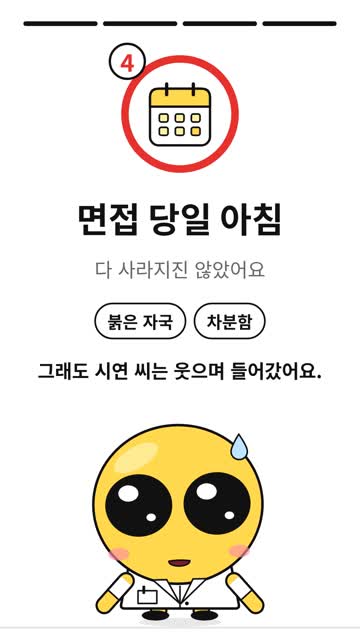 4
면접 당일 아침
다 사라지진 않았어요
붉은 자국 차분함
그래도 시연 씨는 웃으며 들어갔어요.